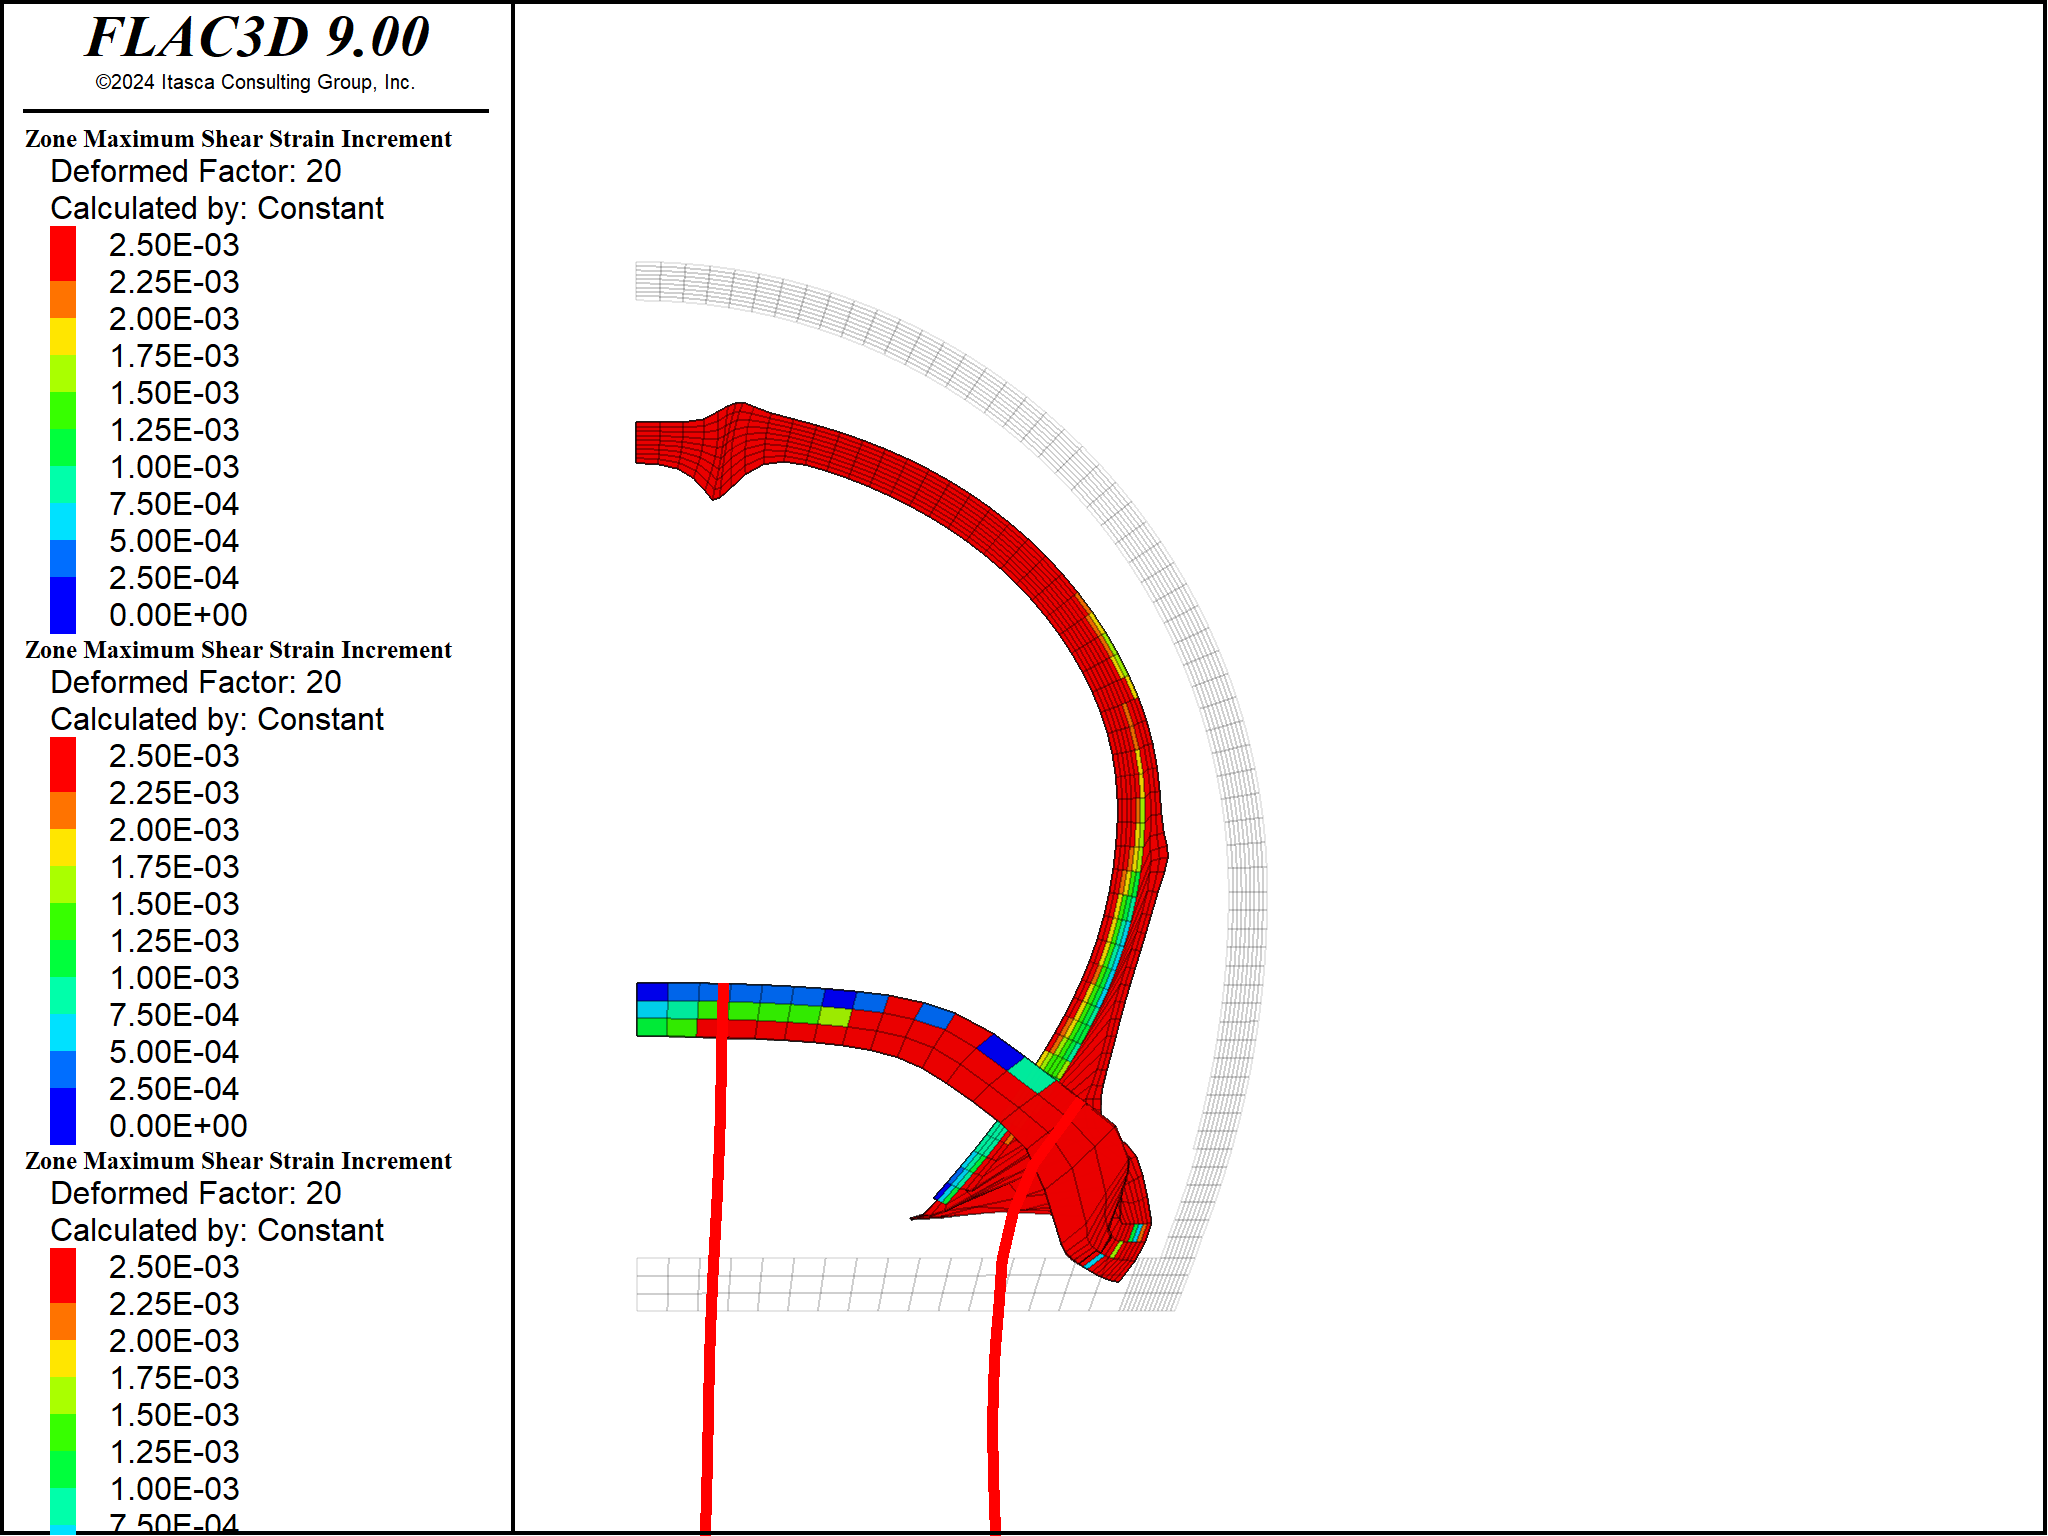 FLAC3D 9.00
©2024 Itasca Consulting Group, Inc.
Zone Maximum Shear Strain Increment
Deformed Factor: 20
Calculated by: Constant
2.50E-03
2.25E-03
2.00E-03
1.75E-03
1.50E-03
1.25E-03
1.00E-03
7.50E-04
5.00E-04
2.50E-04
0.00E+00
Zone Maximum Shear Strain Increment
Deformed Factor: 20
Calculated by: Constant
2.50E-03
2.25E-03
2.00E-03
1.75E-03
1.50E-03
1.25E-03
1.00E-03
7.50E-04
5.00E-04
2.50E-04
0.00E+00
Zone Maximum Shear Strain Increment
Deformed Factor: 20
Calculated by: Constant
2.50E-03
2.25E-03
2.00E-03
1.75E-03
1.50E-03
1.25E-03
1.00E-03
7.50E-04